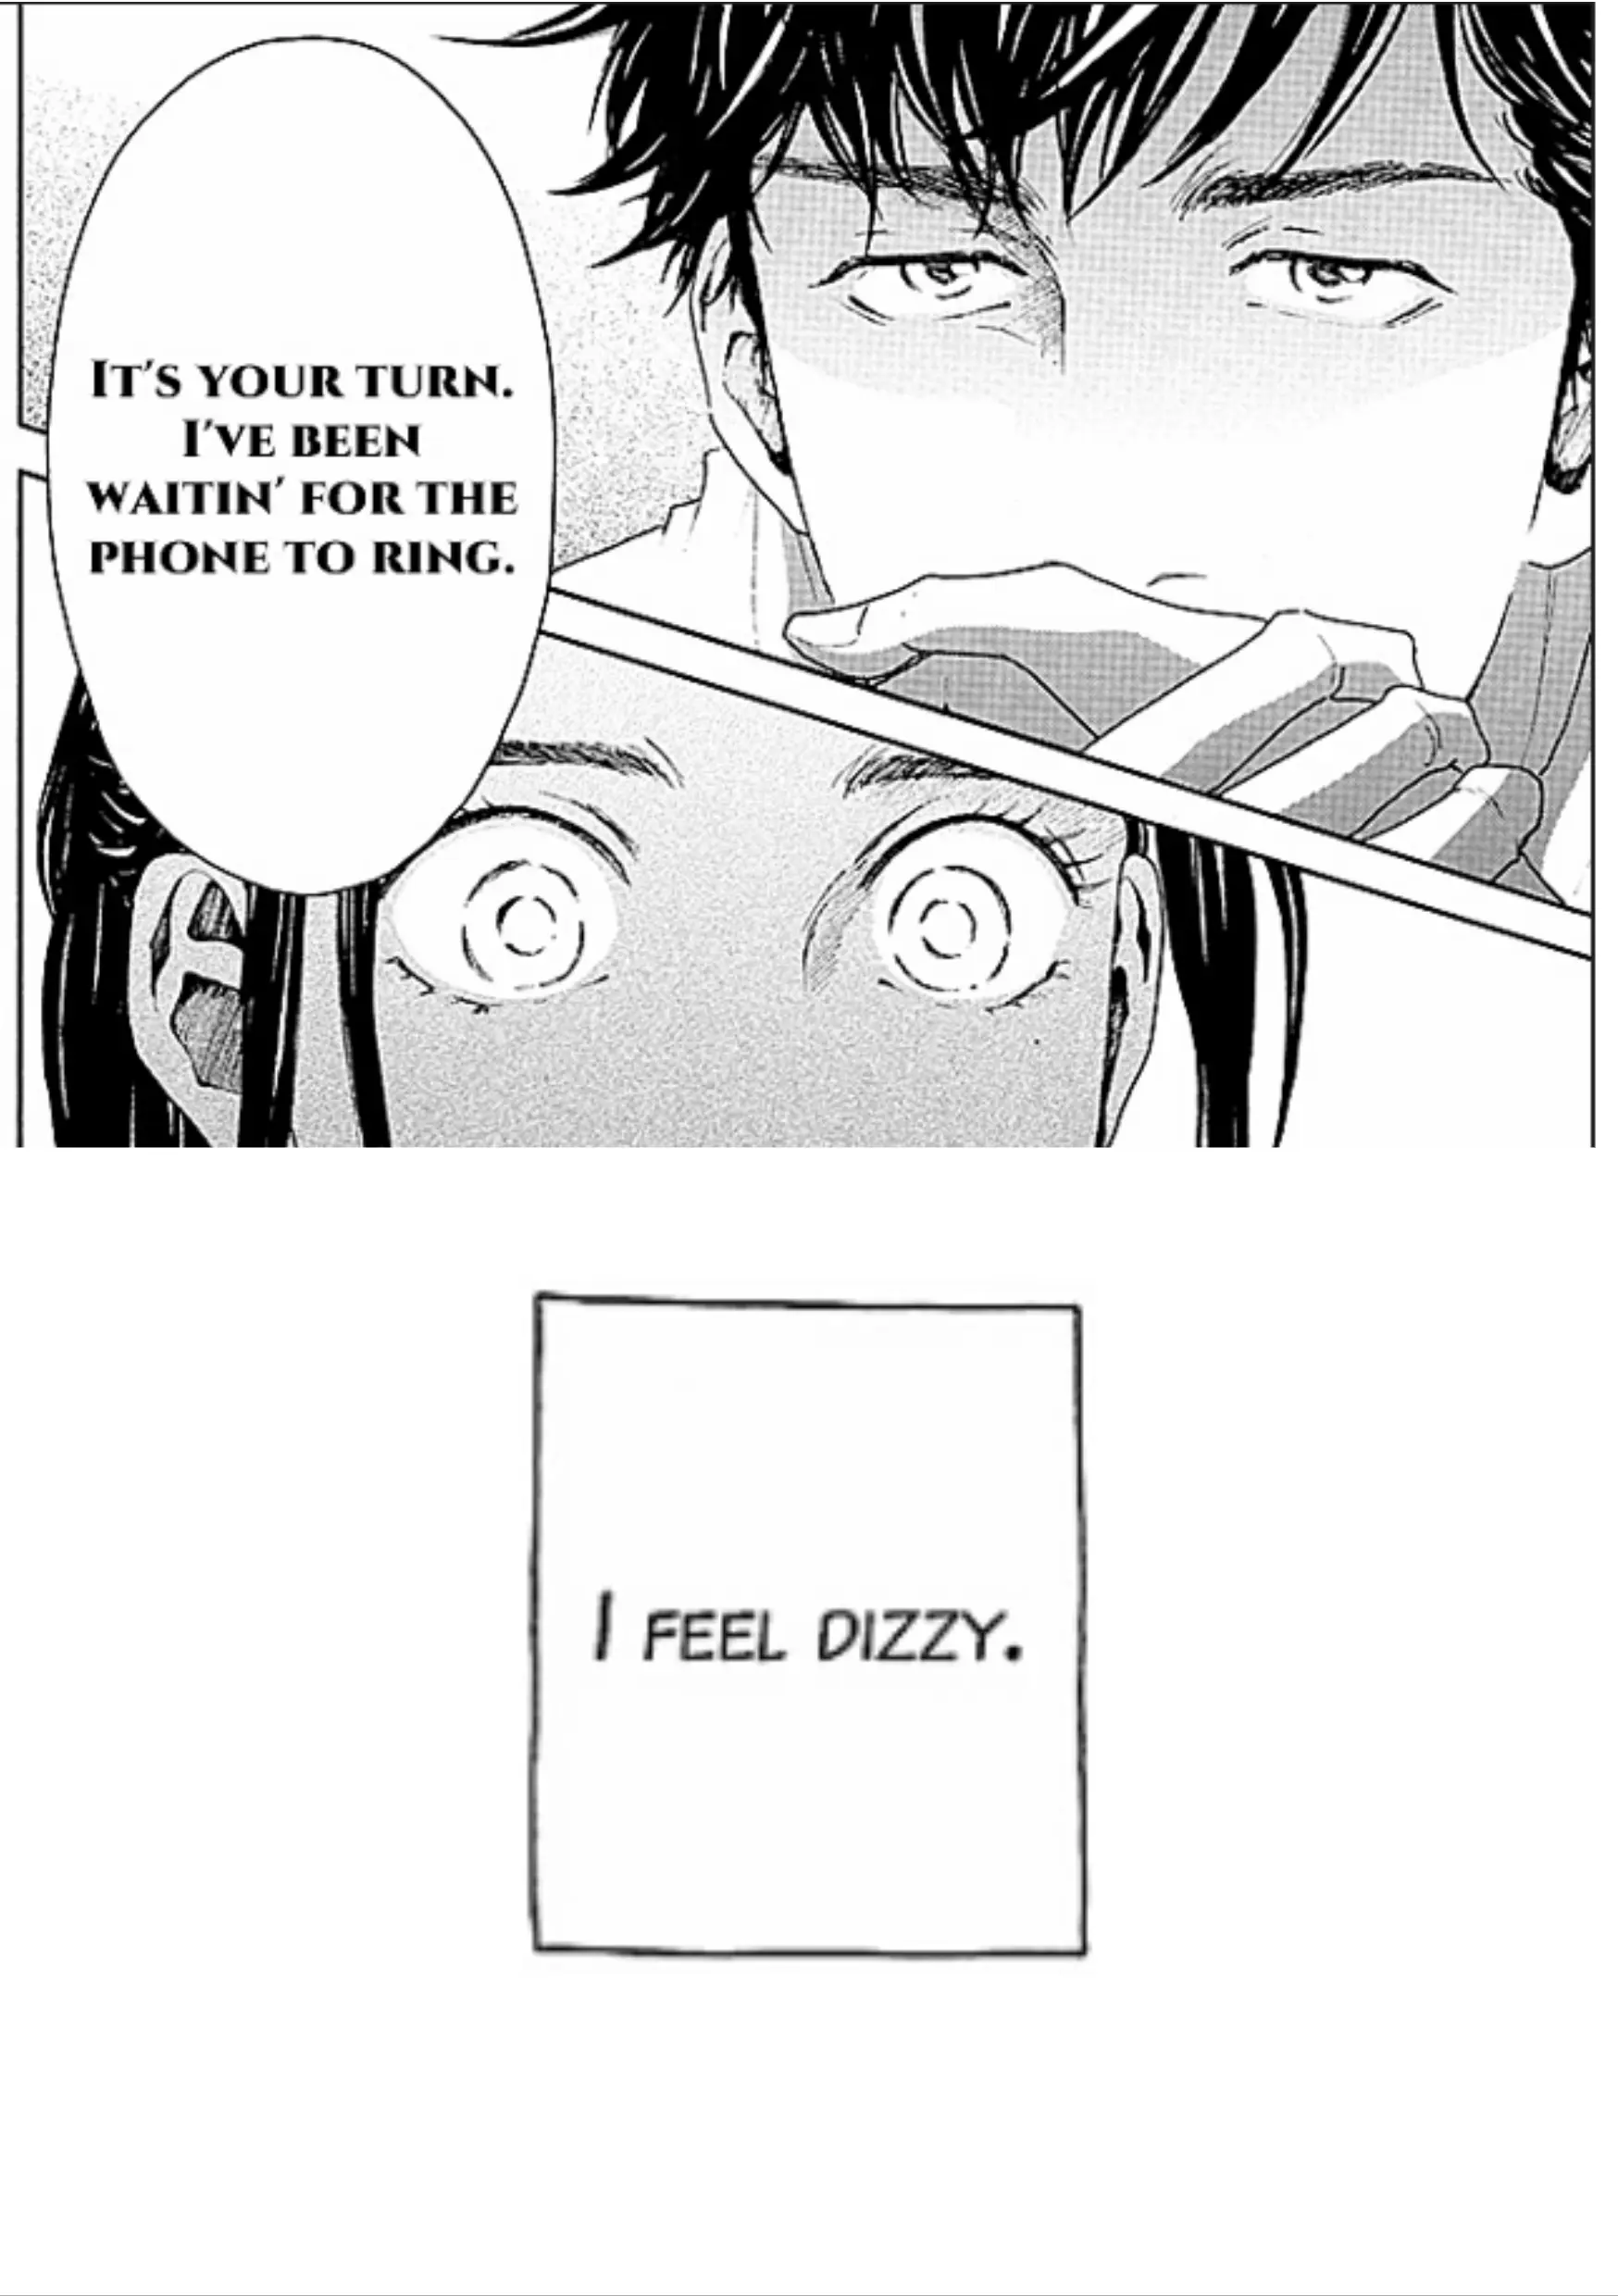 It's your turn.
I've been
waitin' for the
phone to ring.
I feel dizzy.